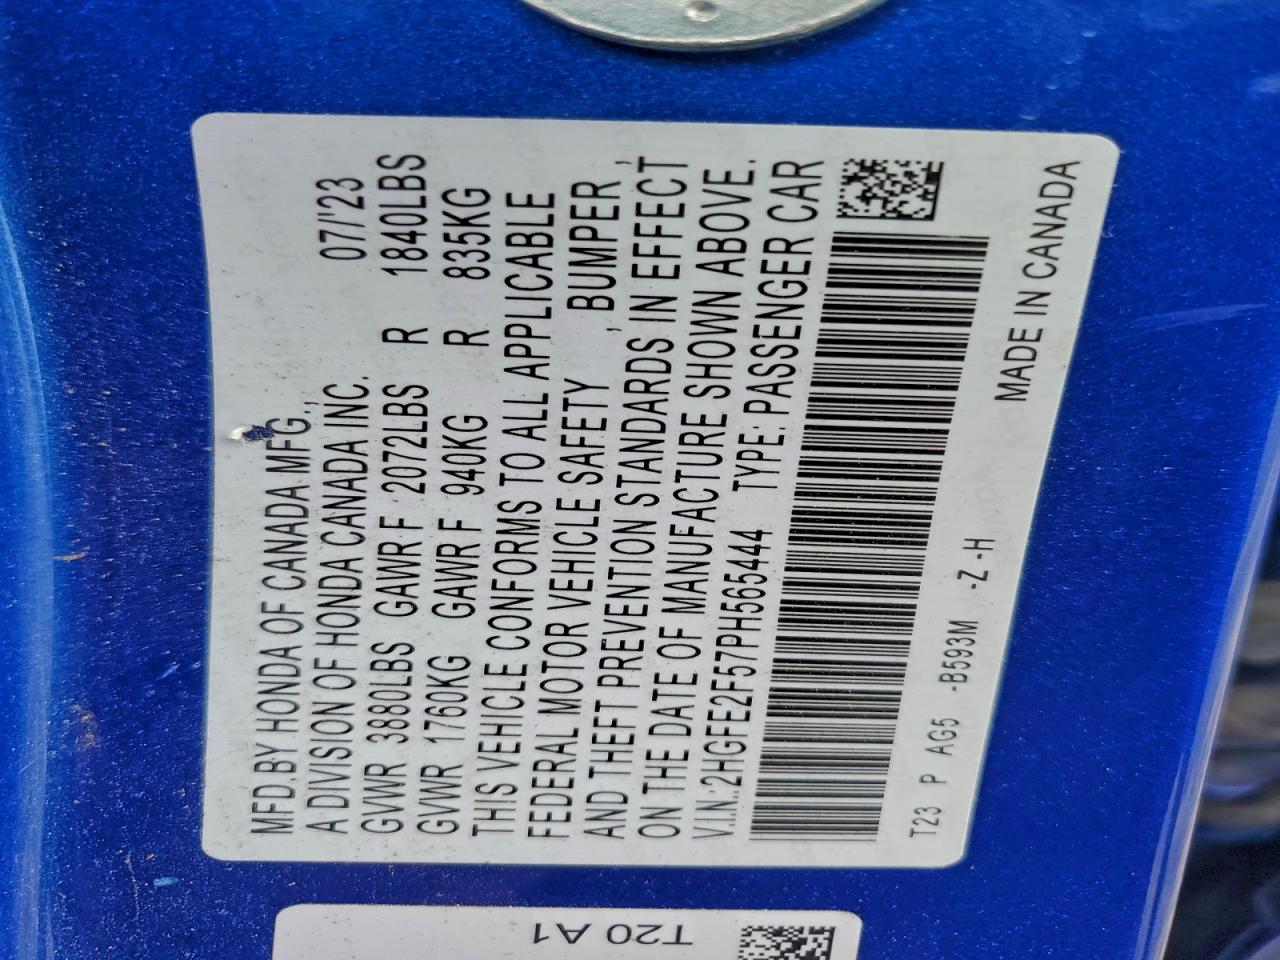 MFD.BY HONDA OF CANADA MFG.,
A DIVISION OF HONDA CANADA INC. 07/'23
GVWR 3880LBS GAWR F 2072LBS R 1840LBS
GVWR 1760KG GAWR F 940KG R 835KG
THIS VEHICLE CONFORMS TO ALL APPLICABLE
FEDERAL MOTOR VEHICLE SAFETY , BUMPER ,
AND THEFT PREVENTION STANDARDS IN EFFECT
ON THE DATE OF MANUFACTURE SHOWN ABOVE.
V.I.N.:2HGFE2F57PH565444 TYPE: PASSENGER CAR
T23 P AG5 -B593M -Z -H
MADE IN CANADA
T20 A1